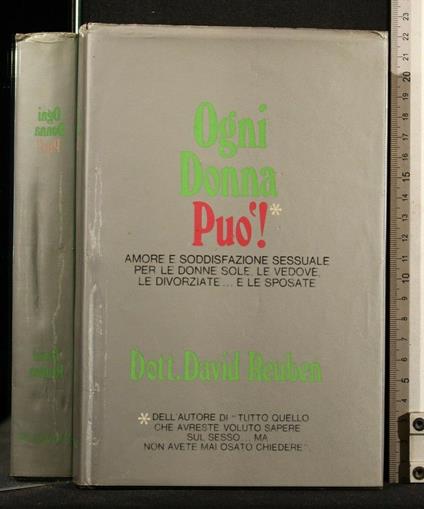 Ogni
Donna
Puo'!*
AMORE E SODDISFAZIONE SESSUALE
PER LE DONNE SOLE, LE VEDOVE,
LE DIVORZIATE... E LE SPOSATE
Dott. David Reuben
* DELL'AUTORE DI "TUTTO QUELLO
CHE AVRESTE VOLUTO SAPERE
SUL SESSO... MA
NON AVETE MAI OSATO CHIEDERE"
Ogni
Donna
Puo'!